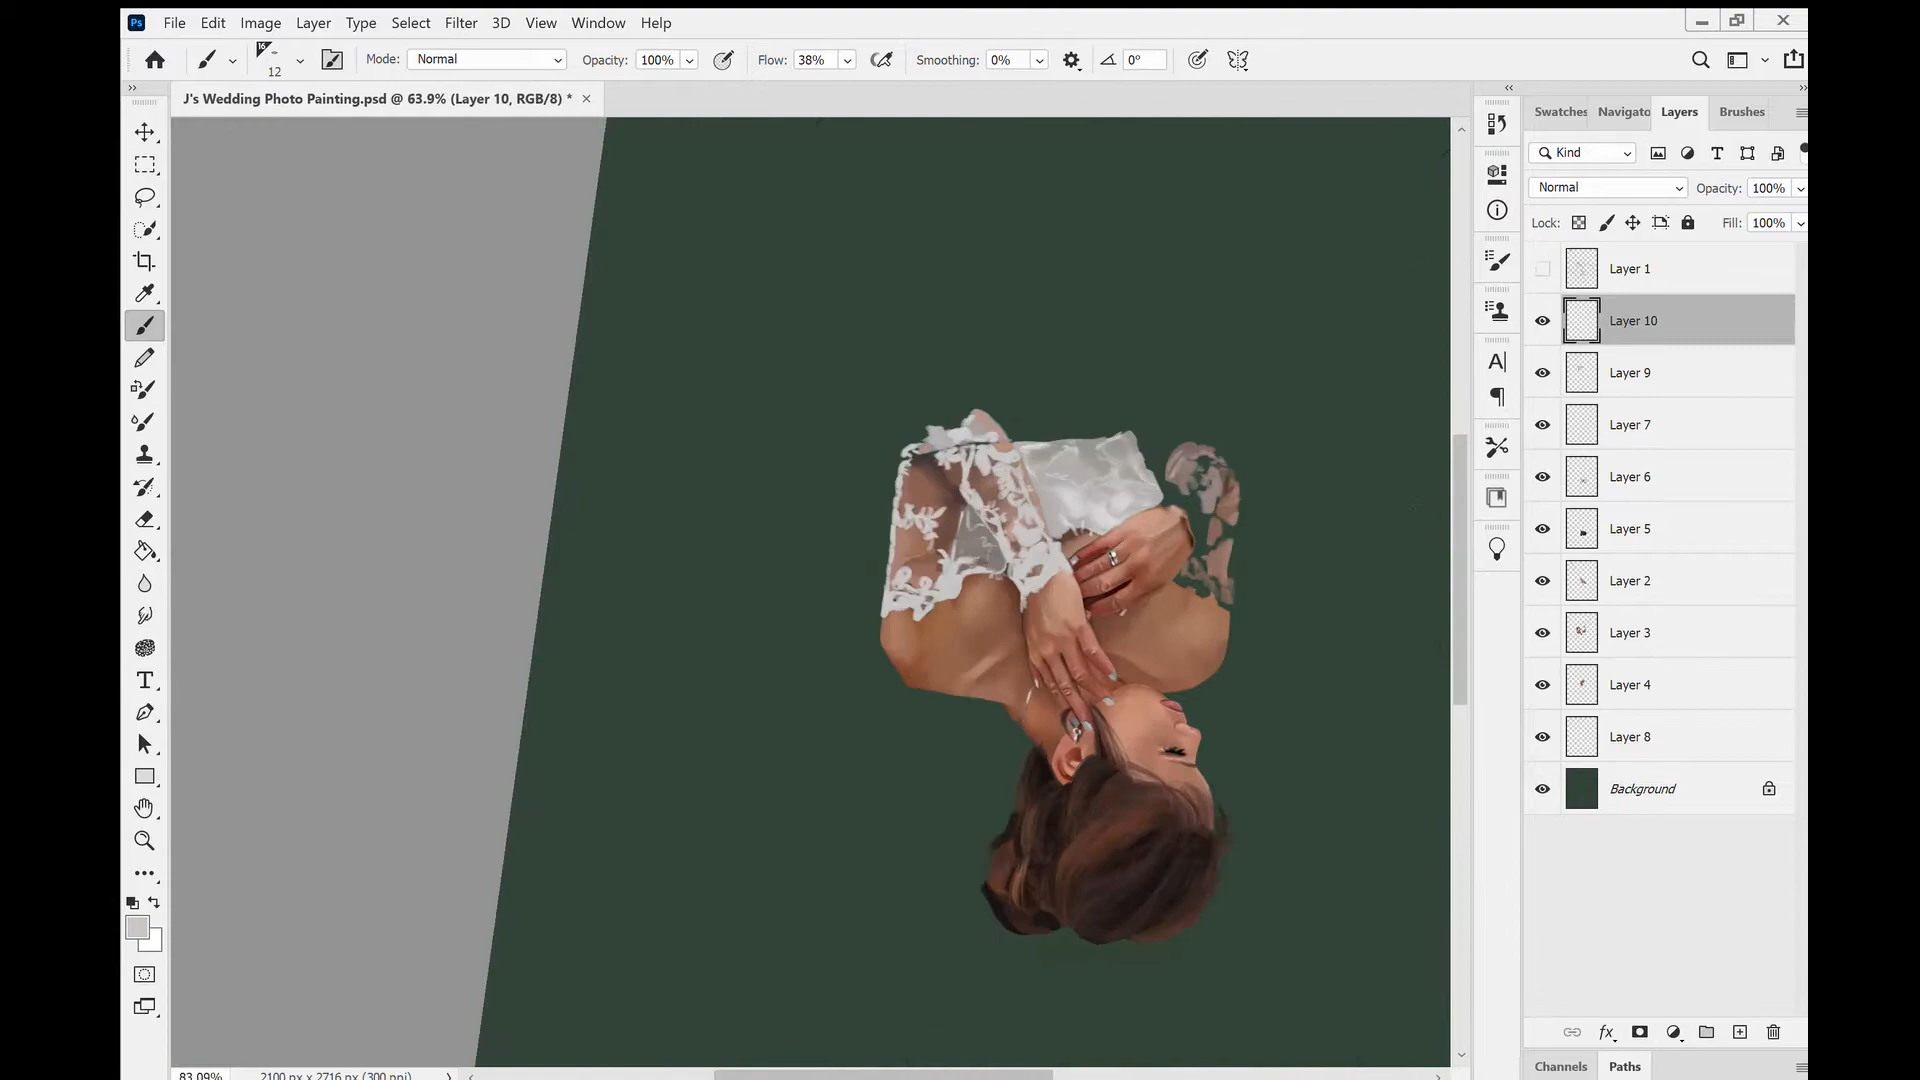 Ps File Edit Image Layer Type Select Filter 3D View Window Help
16 12 Mode: Normal Opacity: 100% Flow: 38% Smoothing: 0% 0°
J's Wedding Photo Painting.psd @ 63.9% (Layer 10, RGB/8) *
Swatches Navigato Layers Brushes
Kind
Normal Opacity: 100%
Lock: Fill: 100%
Layer 1
Layer 10
Layer 9
Layer 7
Layer 6
Layer 5
Layer 2
Layer 3
Layer 4
Layer 8
Background
fx
Channels Paths
83.09% 2100 px x 2716 px (300 ppi)